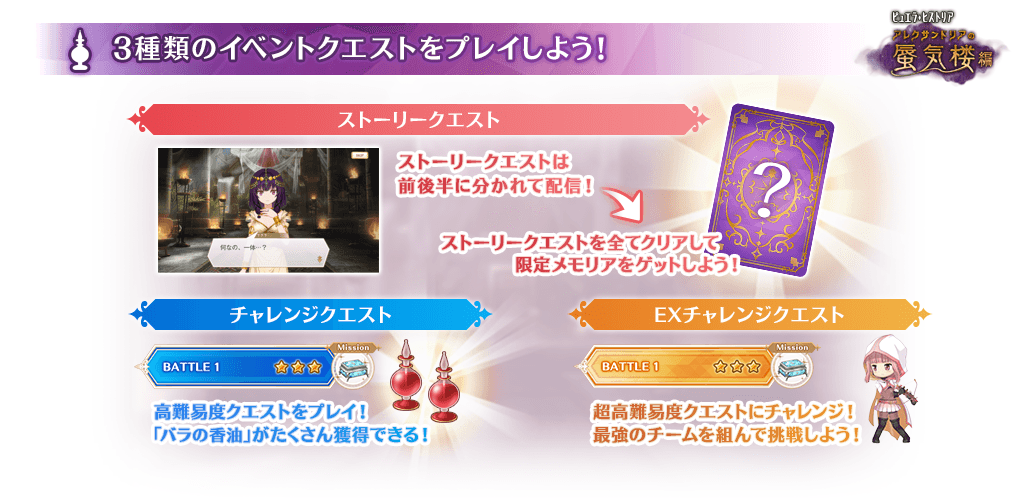 3種類のイベントクエストをプレイしよう!
ピュエラ・ヒストリア
アレクサンドリアの
蜃気楼編
ストーリークエスト
SKIP
何なの、一体…?
ストーリークエストは
前後半に分かれて配信!
ストーリークエストを全てクリアして
限定メモリアをゲットしよう!
?
チャレンジクエスト
Mission
BATTLE 1
高難易度クエストをプレイ!
「バラの香油」がたくさん獲得できる!
EXチャレンジクエスト
Mission
BATTLE 1
超高難易度クエストにチャレンジ!
最強のチームを組んで挑戦しよう!